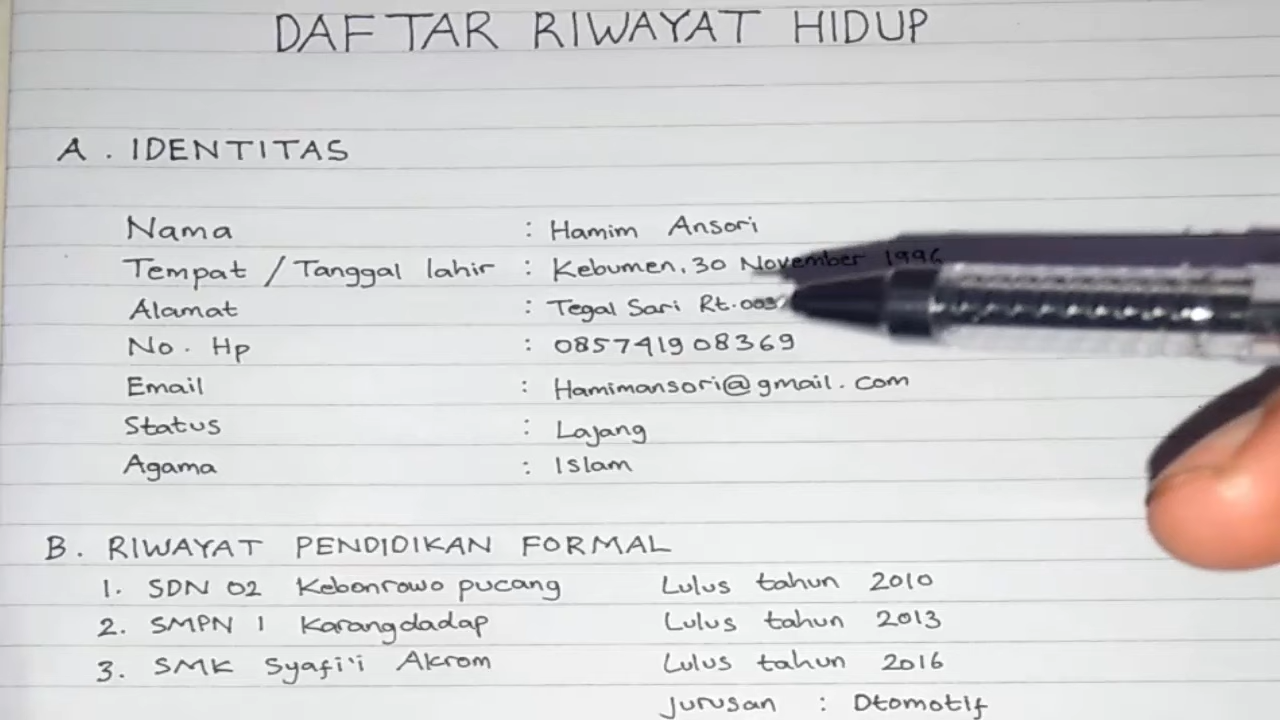 DAFTAR RIWAYAT HIDUP
A. IDENTITAS
Nama : Hamim Ansori
Tempat / Tanggal lahir : Kebumen, 30 November 1996
Alamat : Tegal Sari Rt.003
No. Hp : 085741908369
Email : Hamimansori@gmail.com
Status : Lajang
Agama : Islam
B. RIWAYAT PENDIDIKAN FORMAL
1. SDN 02 Kebonrowo pucang Lulus tahun 2010
2. SMPN 1 Karangdadap Lulus tahun 2013
3. SMK Syafi'i Akrom Lulus tahun 2016
Jurusan : Otomotif